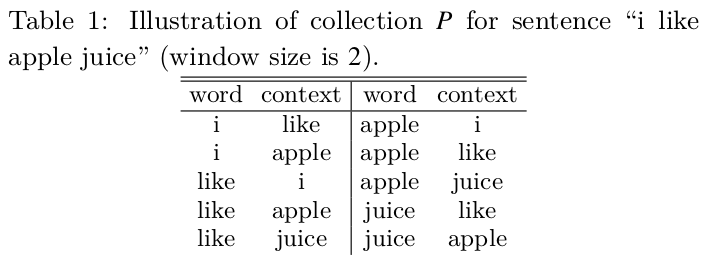 Table 1: Illustration of collection P for sentence “i like
apple juice” (window size is 2).
word context word context
i like apple i
i apple apple like
like i apple juice
like apple juice like
like juice juice apple